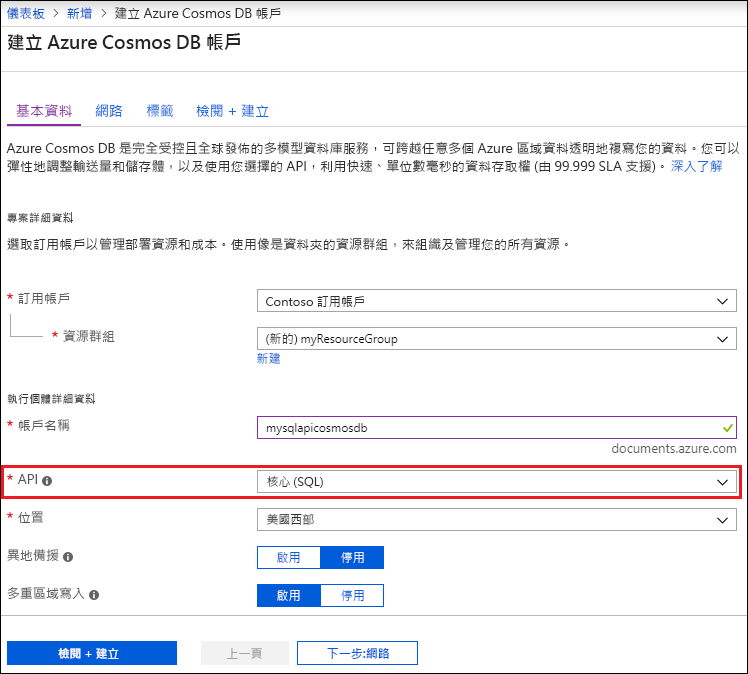 儀表板 > 新增 > 建立 Azure Cosmos DB 帳戶
建立 Azure Cosmos DB 帳戶
基本資料 網路 標籤 檢閱 + 建立
Azure Cosmos DB 是完全受控且全球發佈的多模型資料庫服務，可跨越任意多個 Azure 區域資料透明地複寫您的資料。您可以
彈性地調整輸送量和儲存體，以及使用您選擇的 API，利用快速、單位數毫秒的資料存取權 (由 99.999 SLA 支援)。深入了解
專案詳細資料
選取訂用帳戶以管理部署資源和成本。使用像是資料夾的資源群組，來組織及管理您的所有資源。
* 訂用帳戶 Contoso 訂用帳戶
* 資源群組 (新的) myResourceGroup
新建
執行個體詳細資料
* 帳戶名稱 mysqlapicosmosdb
documents.azure.com
* API 核心 (SQL)
* 位置 美國西部
異地備援 啟用 停用
多重區域寫入 啟用 停用
檢閱 + 建立 上一頁 下一步:網路